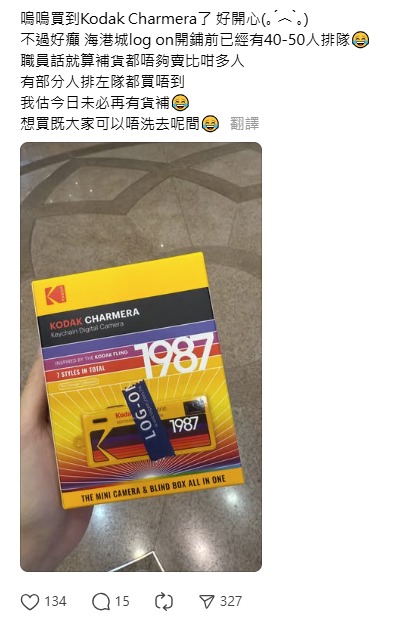 嗚嗚買到Kodak Charmera了 好開心(｡ˊ︿ˋ｡)
不過好癲 海港城log on開鋪前已經有40-50人排隊😂
職員話就算補貨都唔夠賣比咁多人
有部分人排左隊都買唔到
我估今日未必再有貨補😂
想買既大家可以唔洗去呢間😂 翻譯
Kodak
KODAK CHARMERA
Keychain Digital Camera
INSPIRED BY THE KODAK FLING
1987
7 STYLES IN TOTAL
Kodak
LOG-ON
1987
THE MINI CAMERA & BLIND BOX ALL IN ONE
134
15
327